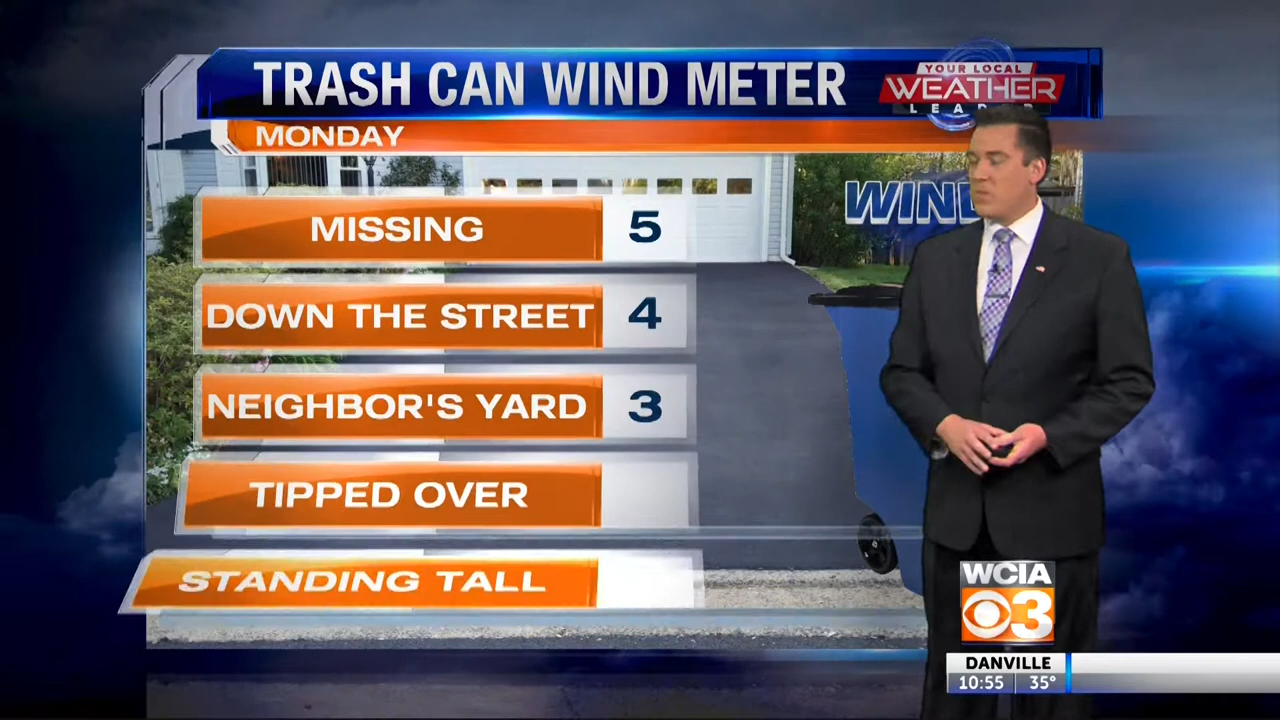 TRASH CAN WIND METER
YOUR LOCAL
WEATHER
MONDAY
MISSING 5
DOWN THE STREET 4
NEIGHBOR'S YARD 3
TIPPED OVER
STANDING TALL
WCIA
3
DANVILLE
10:55 35°